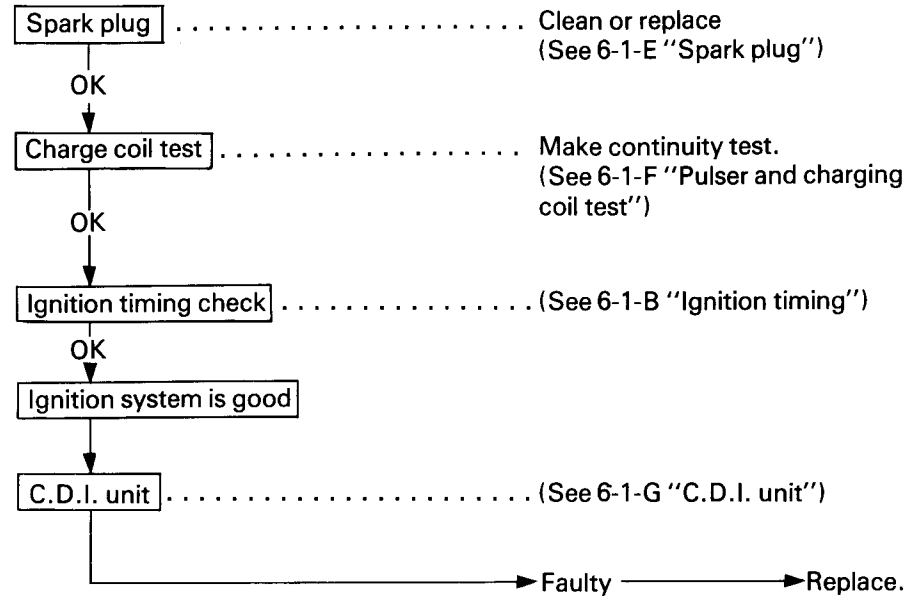 Spark plug . . . . . . . . . . . . . . . . . . . . . . . Clean or replace
(See 6-1-E "Spark plug")
OK
Charge coil test . . . . . . . . . . . . . . . . . . . Make continuity test.
(See 6-1-F "Pulser and charging
coil test")
OK
Ignition timing check . . . . . . . . . . . . . . . (See 6-1-B "Ignition timing")
OK
Ignition system is good
C.D.I. unit . . . . . . . . . . . . . . . . . . . . . . . (See 6-1-G "C.D.I. unit")
Faulty Replace.